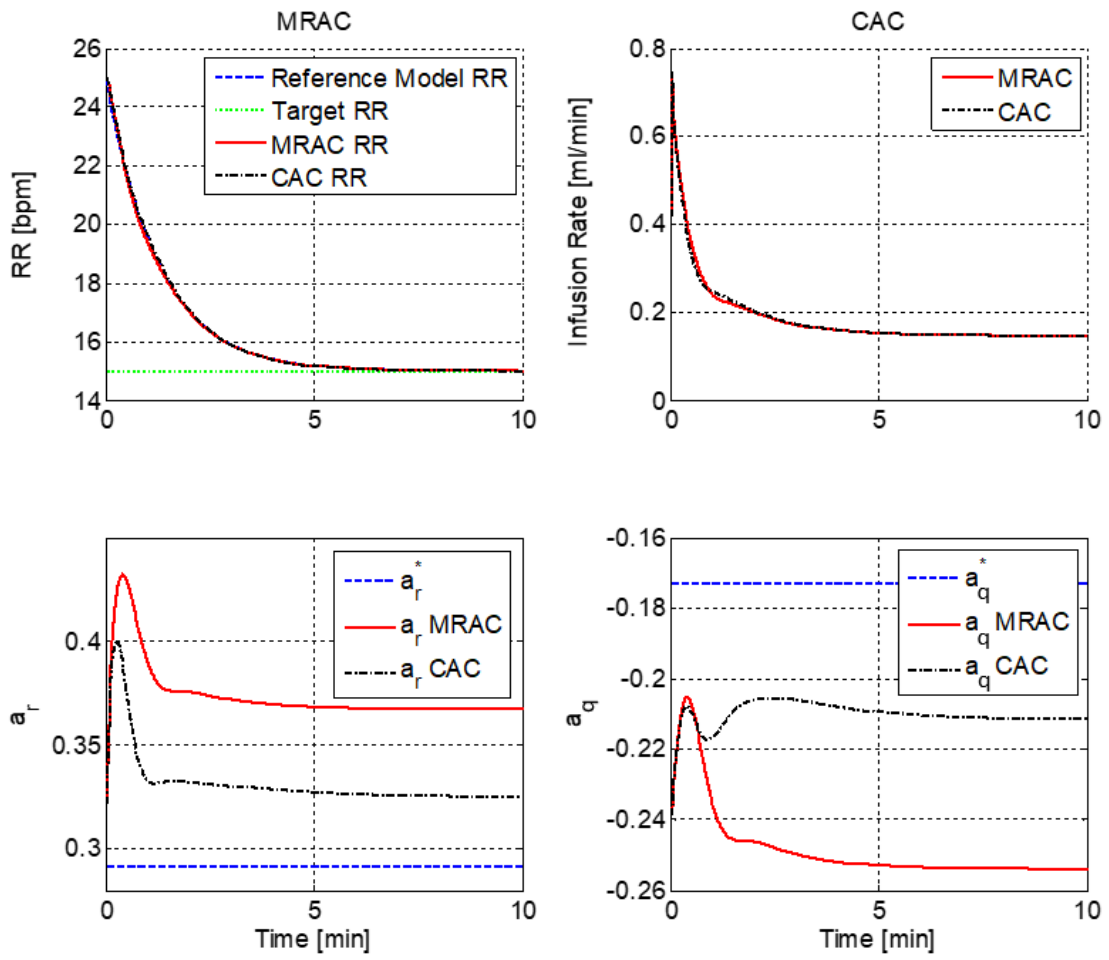 MRAC
26
24
22
20
18
16
14
RR [bpm]
Reference Model RR
Target RR
MRAC RR
CAC RR
0
5
10
CAC
0.8
0.6
0.4
0.2
0
Infusion Rate [ml/min]
MRAC
CAC
0
5
10
0.4
0.35
0.3
a_r
a_r^*
a_r MRAC
a_r CAC
0
5
10
Time [min]
-0.16
-0.18
-0.2
-0.22
-0.24
-0.26
a_q
a_q^*
a_q MRAC
a_q CAC
0
5
10
Time [min]